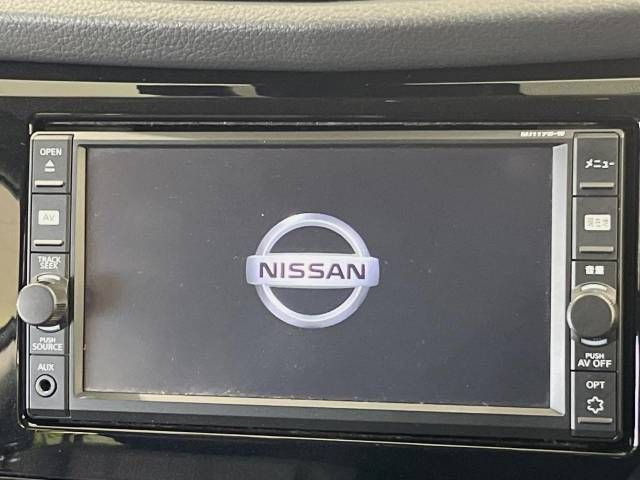 OPEN
AV
TRACK
SEEK
PUSH
SOURCE
AUX
NISSAN
メニュー
現在地
音量
PUSH
AV OFF
OPT